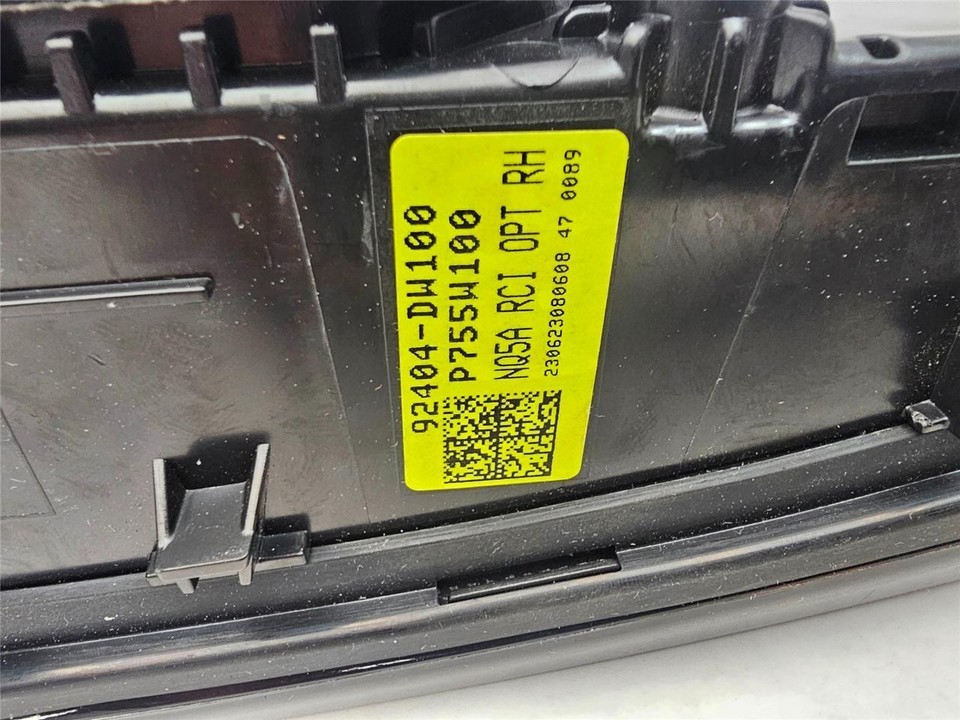 92404-DW100
P755W100
NQ5A RCI OPT RH
230623080608 47 0089